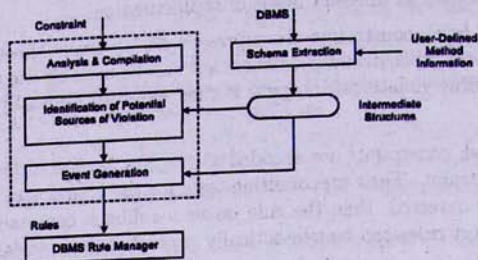 Constraint
DBMS
Analysis & Compilation
Schema Extraction
User-Defined
Method
Information
Identification of Potential
Sources of Violation
Intermediate
Structures
Event Generation
Rules
DBMS Rule Manager